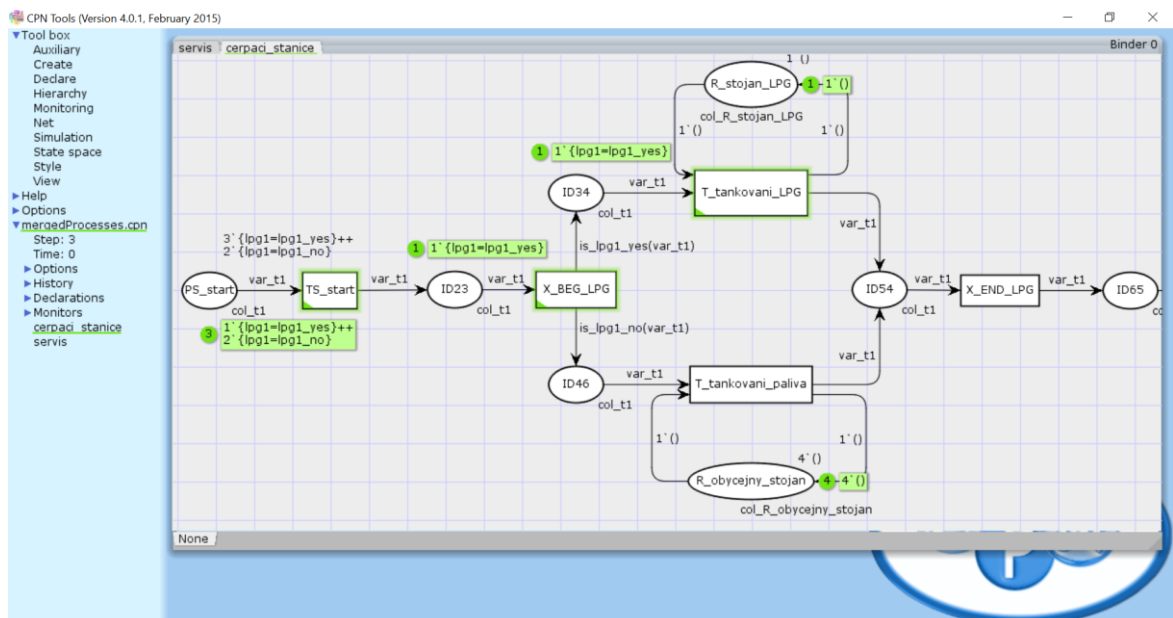 CPN Tools (Version 4.0.1, February 2015)
Tool box
Auxiliary
Create
Declare
Hierarchy
Monitoring
Net
Simulation
State space
Style
View
Help
Options
mergedProcesses.cpn
Step: 3
Time: 0
Options
History
Declarations
Monitors
cerpaci_stanice
servis
servis
cerpaci_stanice
Binder 0
1`()
R_stojan_LPG
1
1`()
col_R_stojan_LPG
1`()
1`()
1
1`{lpg1=lpg1_yes}
ID34
var_t1
T_tankovani_LPG
col_t1
var_t1
3`{lpg1=lpg1_yes}++
2`{lpg1=lpg1_no}
1
1`{lpg1=lpg1_yes}
is_lpg1_yes(var_t1)
PS_start
var_t1
TS_start
var_t1
ID23
var_t1
X_BEG_LPG
ID54
var_t1
X_END_LPG
var_t1
ID65
col_t1
col_t1
col_t1
co
3
1`{lpg1=lpg1_yes}++
2`{lpg1=lpg1_no}
is_lpg1_no(var_t1)
var_t1
ID46
var_t1
T_tankovani_paliva
col_t1
1`()
1`()
4`()
R_obycejny_stojan
4
4`()
col_R_obycejny_stojan
None